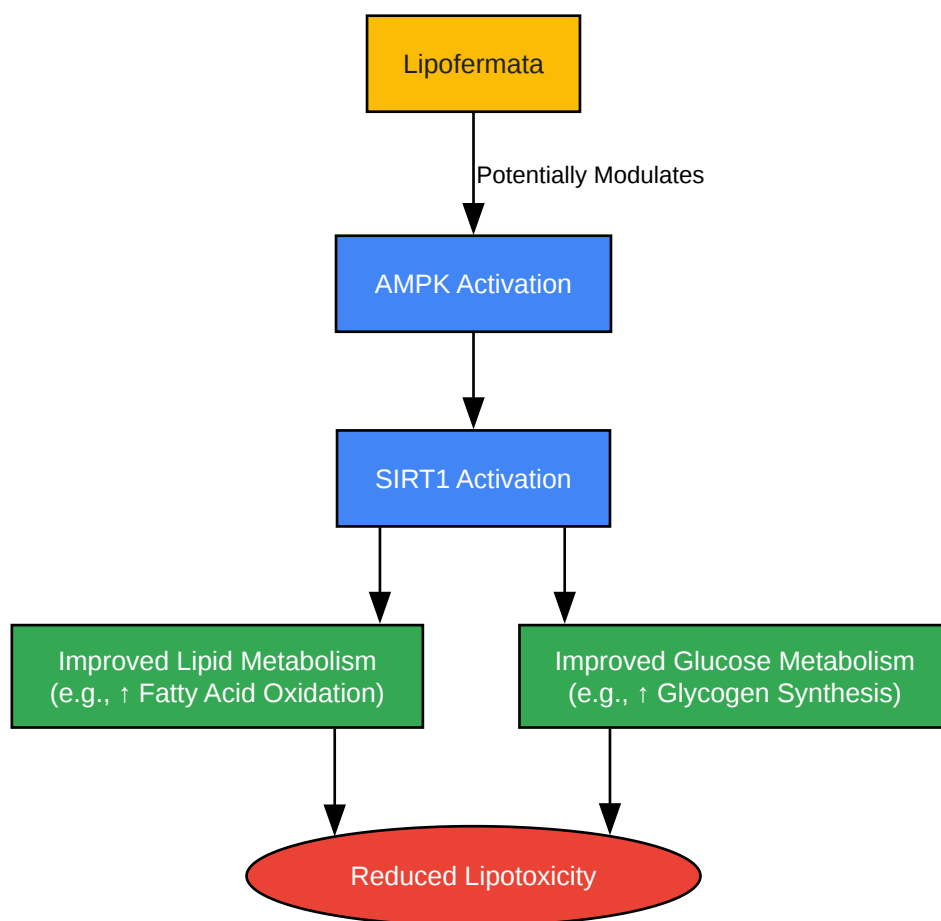 Lipofermata
Potentially Modulates
AMPK Activation
SIRT1 Activation
Improved Lipid Metabolism
(e.g., ↑ Fatty Acid Oxidation)
Improved Glucose Metabolism
(e.g., ↑ Glycogen Synthesis)
Reduced Lipotoxicity